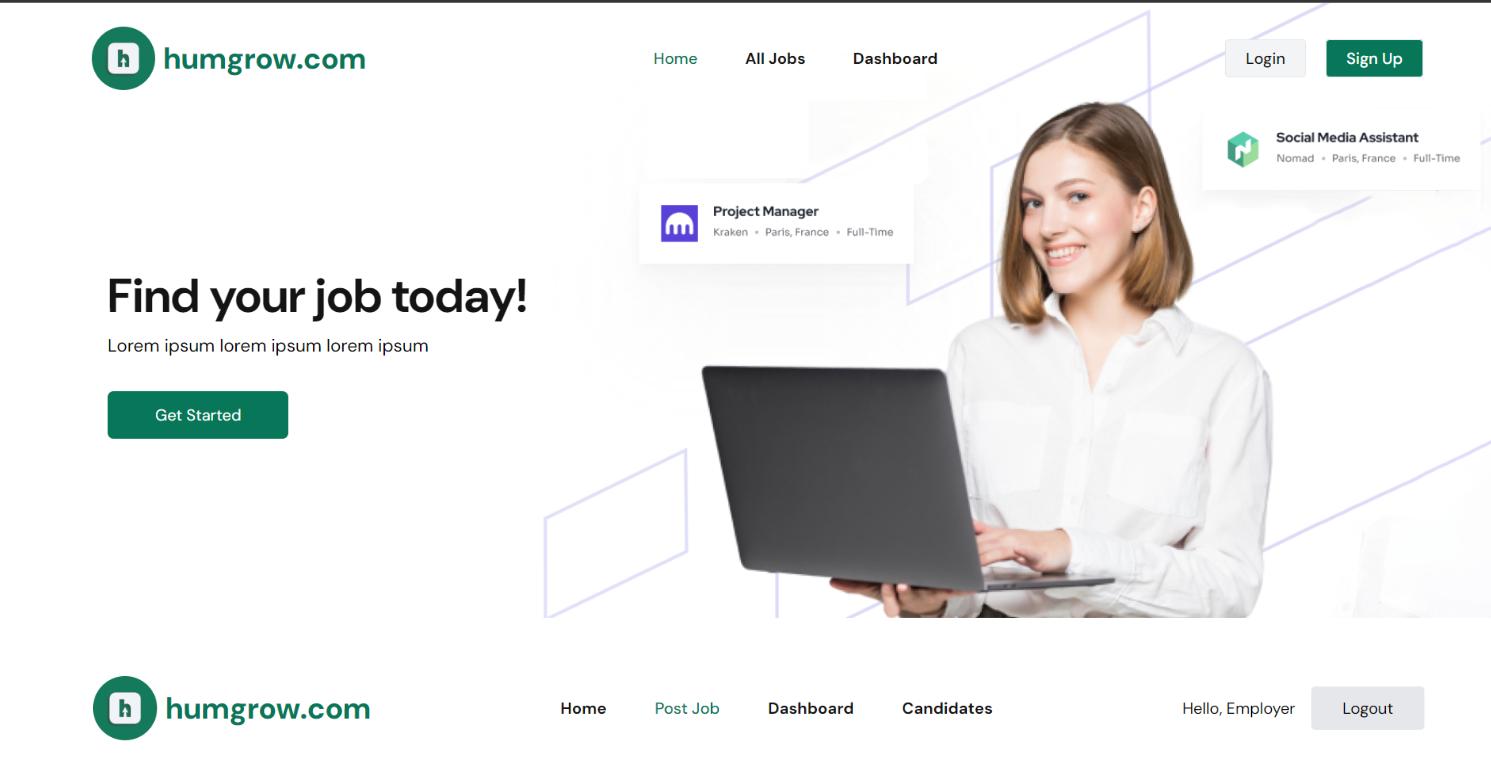 humgrow.com
Home All Jobs Dashboard
Login Sign Up
Social Media Assistant
Nomad • Paris, France • Full-Time
Project Manager
Kraken • Paris, France • Full-Time
Find your job today!
Lorem ipsum lorem ipsum lorem ipsum
Get Started
humgrow.com
Home Post Job Dashboard Candidates
Hello, Employer Logout